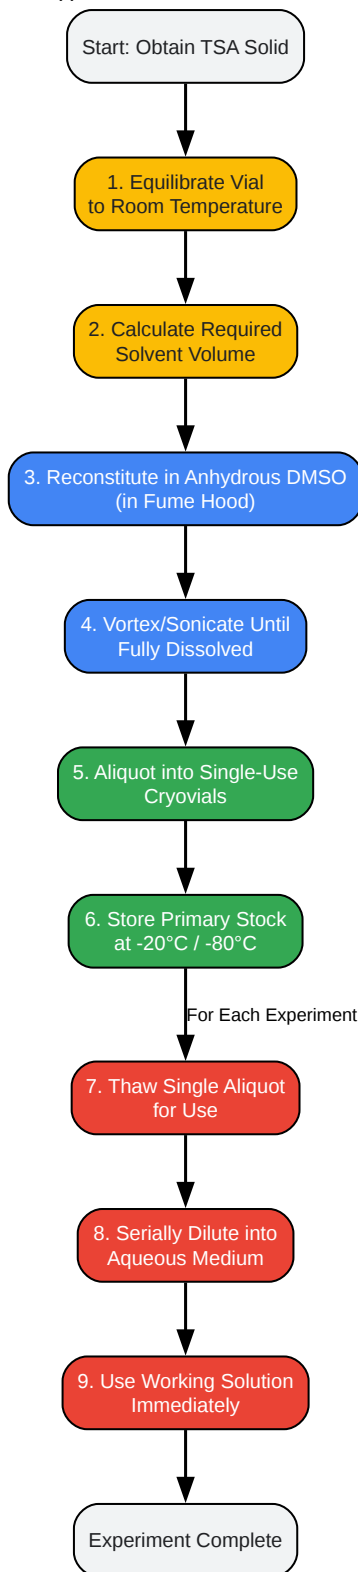 Start: Obtain TSA Solid
1. Equilibrate Vial
to Room Temperature
2. Calculate Required
Solvent Volume
3. Reconstitute in Anhydrous DMSO
(in Fume Hood)
4. Vortex/Sonicate Until
Fully Dissolved
5. Aliquot into Single-Use
Cryovials
6. Store Primary Stock
at -20°C / -80°C
For Each Experiment
7. Thaw Single Aliquot
for Use
8. Serially Dilute into
Aqueous Medium
9. Use Working Solution
Immediately
Experiment Complete